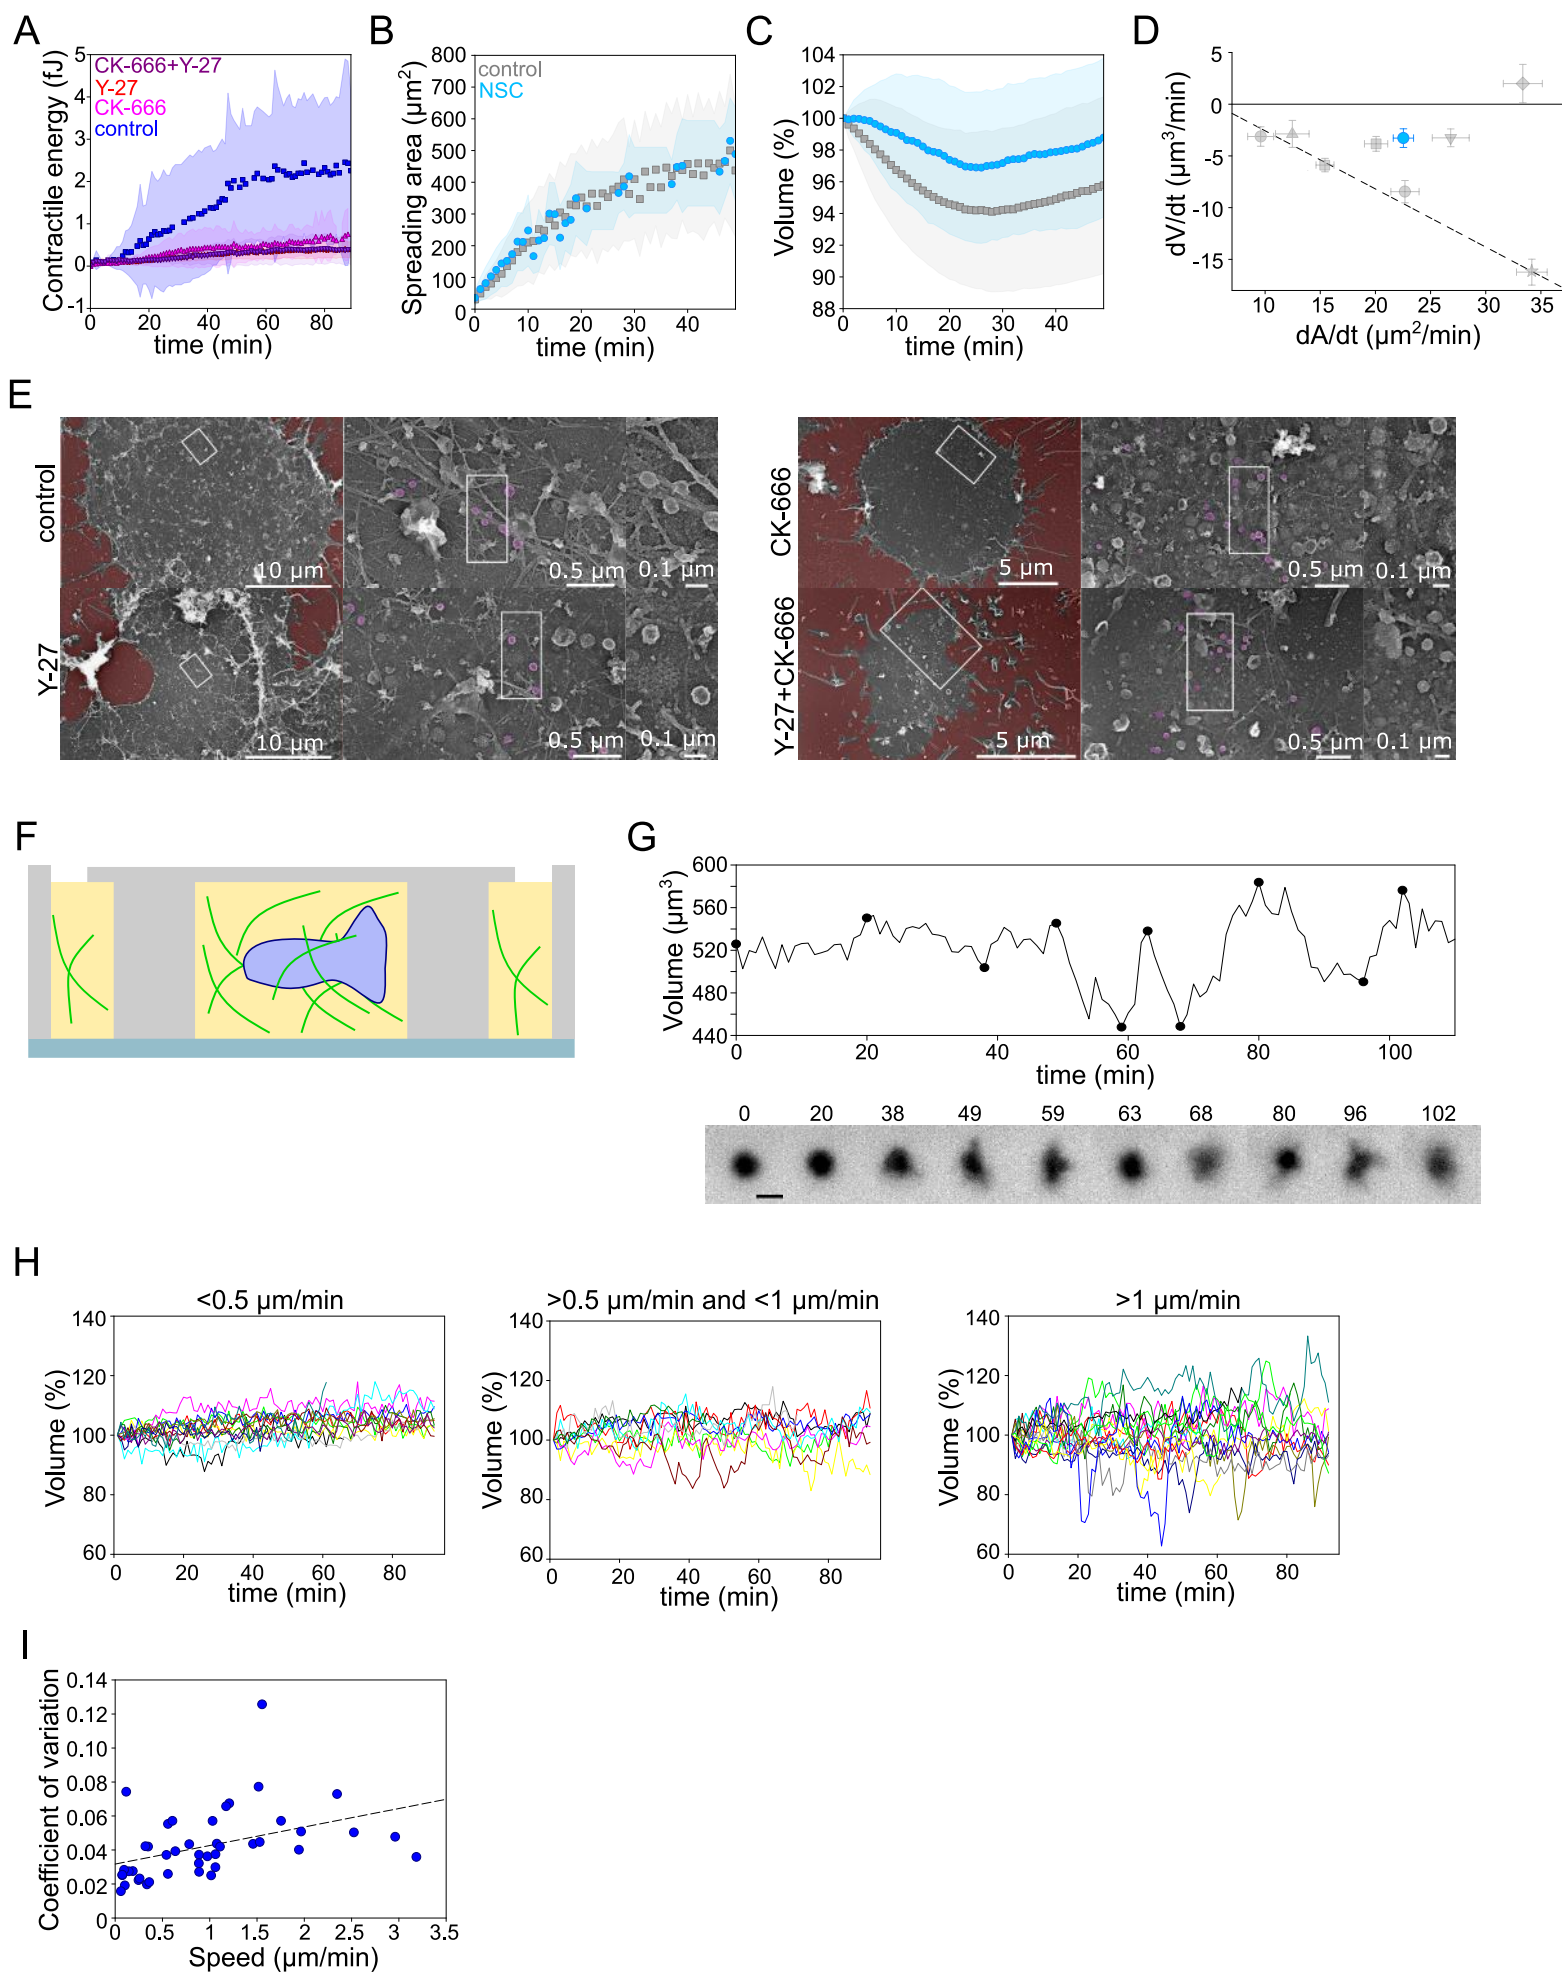 A
Contractile energy (fJ)
5
4
3
2
1
0
-1
CK-666+Y-27
Y-27
CK-666
control
0 20 40 60 80
time (min)
B
Spreading area (µm²)
800
700
600
500
400
300
200
100
0
control
NSC
0 10 20 30 40
time (min)
C
Volume (%)
104
102
100
98
96
94
92
90
88
0 10 20 30 40
time (min)
D
dV/dt (µm³/min)
5
0
-5
-10
-15
10 15 20 25 30 35
dA/dt (µm²/min)
E
control
10 µm
0.5 µm
0.1 µm
Y-27
10 µm
0.5 µm
0.1 µm
CK-666
5 µm
0.5 µm
0.1 µm
Y-27+CK-666
5 µm
0.5 µm
0.1 µm
F
G
Volume (µm³)
600
560
520
480
440
0 20 40 60 80 100
time (min)
0 20 38 49 59 63 68 80 96 102
H
<0.5 µm/min
Volume (%)
140
120
100
80
60
0 20 40 60 80
time (min)
>0.5 µm/min and <1 µm/min
Volume (%)
140
120
100
80
60
0 20 40 60 80
time (min)
>1 µm/min
Volume (%)
140
120
100
80
60
0 20 40 60 80
time (min)
I
Coefficient of variation
0.14
0.12
0.10
0.08
0.06
0.04
0.02
0
0 0.5 1 1.5 2 2.5 3 3.5
Speed (µm/min)